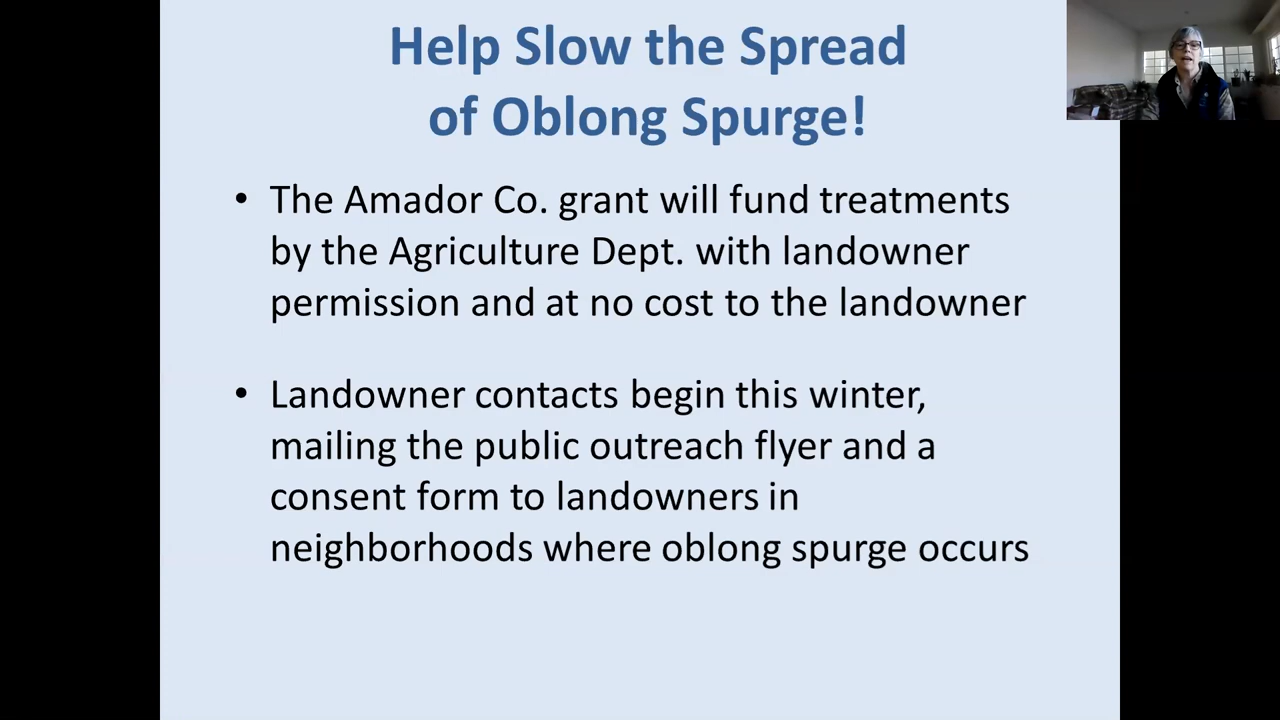 Help Slow the Spread
of Oblong Spurge!
• The Amador Co. grant will fund treatments
by the Agriculture Dept. with landowner
permission and at no cost to the landowner
• Landowner contacts begin this winter,
mailing the public outreach flyer and a
consent form to landowners in
neighborhoods where oblong spurge occurs